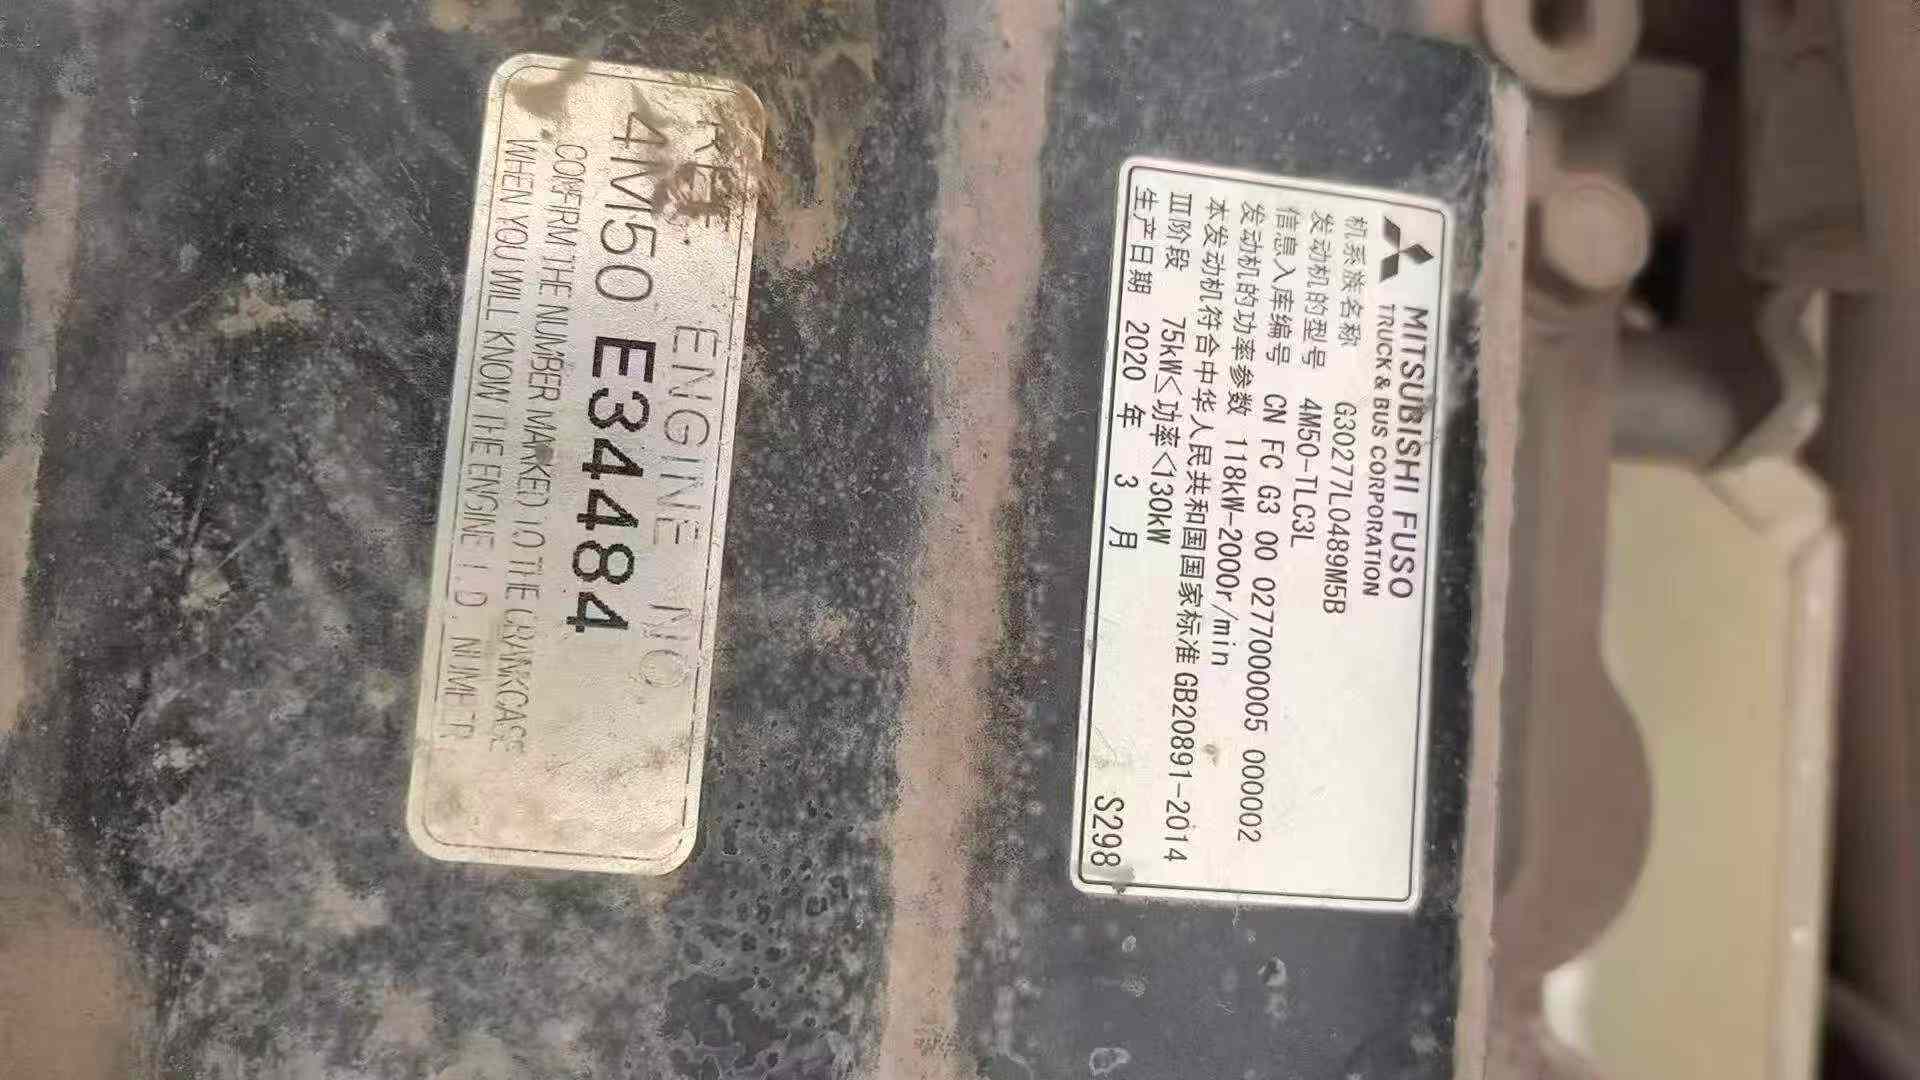 MITSUBISHI FUSO
TRUCK & BUS CORPORATION
机系族名称 G30277L0489M5B
发动机的型号 4M50-TLC3L
信息入库编号 CN FC G3 00 0277000005 000002
发动机的功率参数 118kW-2000r/min
本发动机符合中华人民共和国国家标准 GB20891-2014
Ⅲ阶段 75kW≤功率<130kW
生产日期 2020 年 3 月 S298
REF. ENGINE NO.
4M50 E34484
CONFIRM THE NUMBER MARKED TO THE CRANKCASE
WHEN YOU WILL KNOW THE ENGINE I.D. NUMBER